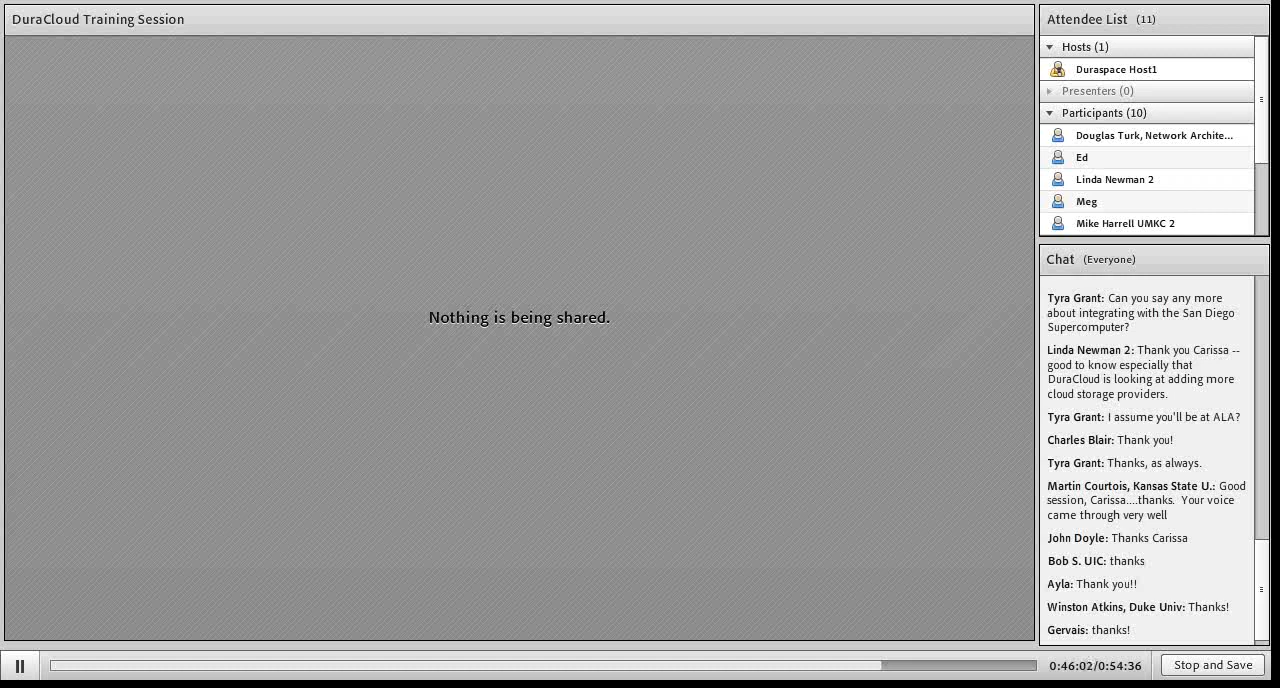 DuraCloud Training Session
Nothing is being shared.
Attendee List (11)
Hosts (1)
Duraspace Host1
Presenters (0)
Participants (10)
Douglas Turk, Network Archite...
Ed
Linda Newman 2
Meg
Mike Harrell UMKC 2
Chat (Everyone)
Tyra Grant: Can you say any more
about integrating with the San Diego
Supercomputer?
Linda Newman 2: Thank you Carissa --
good to know especially that
DuraCloud is looking at adding more
cloud storage providers.
Tyra Grant: I assume you'll be at ALA?
Charles Blair: Thank you!
Tyra Grant: Thanks, as always.
Martin Courtois, Kansas State U.: Good
session, Carissa....thanks. Your voice
came through very well
John Doyle: Thanks Carissa
Bob S. UIC: thanks
Ayla: Thank you!!
Winston Atkins, Duke Univ: Thanks!
Gervais: thanks!
0:46:02/0:54:36
Stop and Save